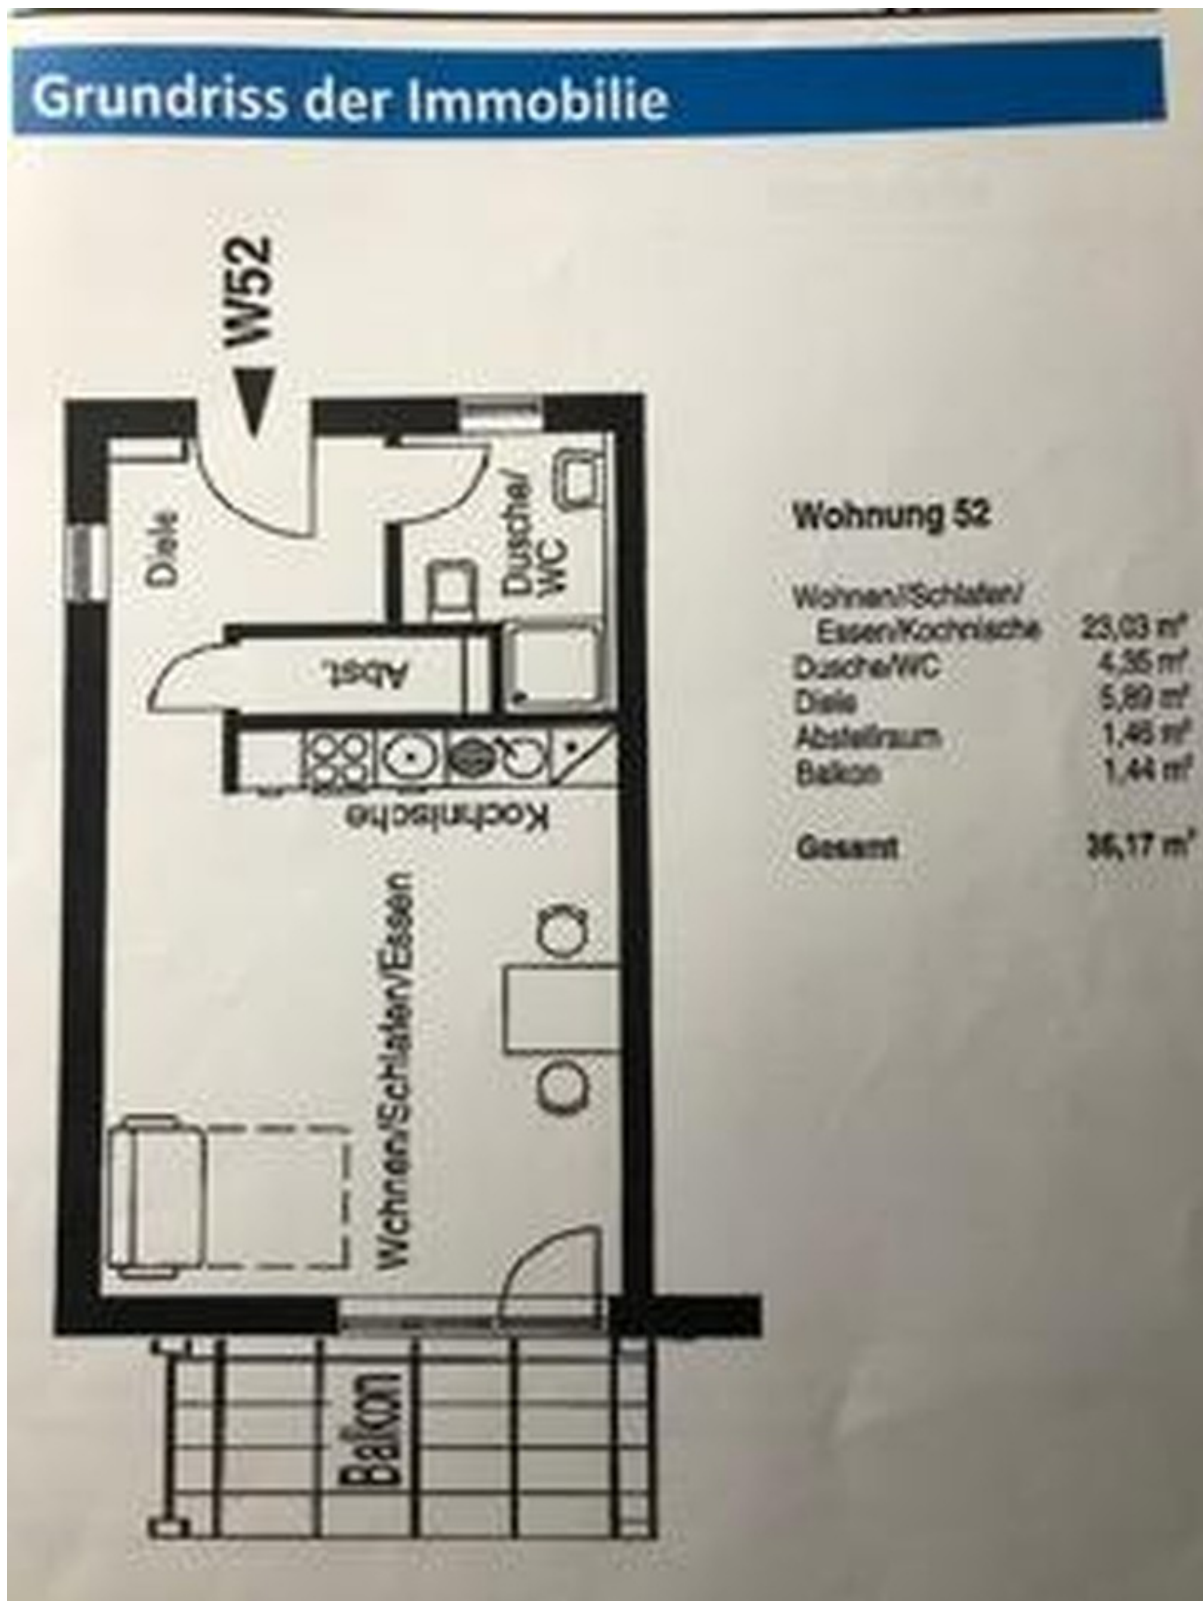 Grundriss der Immobilie
W52
Diele
Dusche/
WC
Abst.
Kochnische
Wohnen/Schlafen/Essen
Balkon
Wohnung 52
Wohnen//Schlafen/
Essen/Kochnische 23,03 m²
Dusche/WC 4,35 m²
Diele 5,89 m²
Abstellraum 1,46 m²
Balkon 1,44 m²
Gesamt 36,17 m²